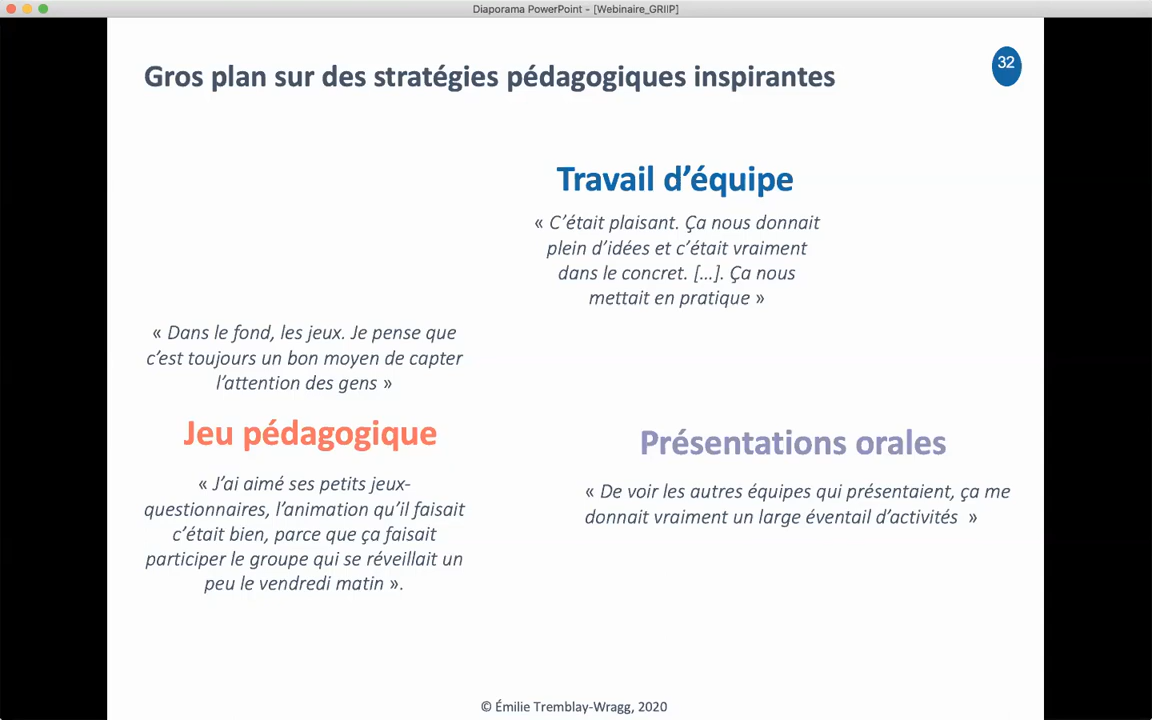 Diaporama PowerPoint - [Webinaire_GRIIP]
Gros plan sur des stratégies pédagogiques inspirantes
32
Travail d’équipe
« C’était plaisant. Ça nous donnait
plein d’idées et c’était vraiment
dans le concret. […]. Ça nous
mettait en pratique »
« Dans le fond, les jeux. Je pense que
c’est toujours un bon moyen de capter
l’attention des gens »
Jeu pédagogique
« J’ai aimé ses petits jeux-
questionnaires, l’animation qu’il faisait
c’était bien, parce que ça faisait
participer le groupe qui se réveillait un
peu le vendredi matin ».
Présentations orales
« De voir les autres équipes qui présentaient, ça me
donnait vraiment un large éventail d’activités  »
© Émilie Tremblay-Wragg, 2020